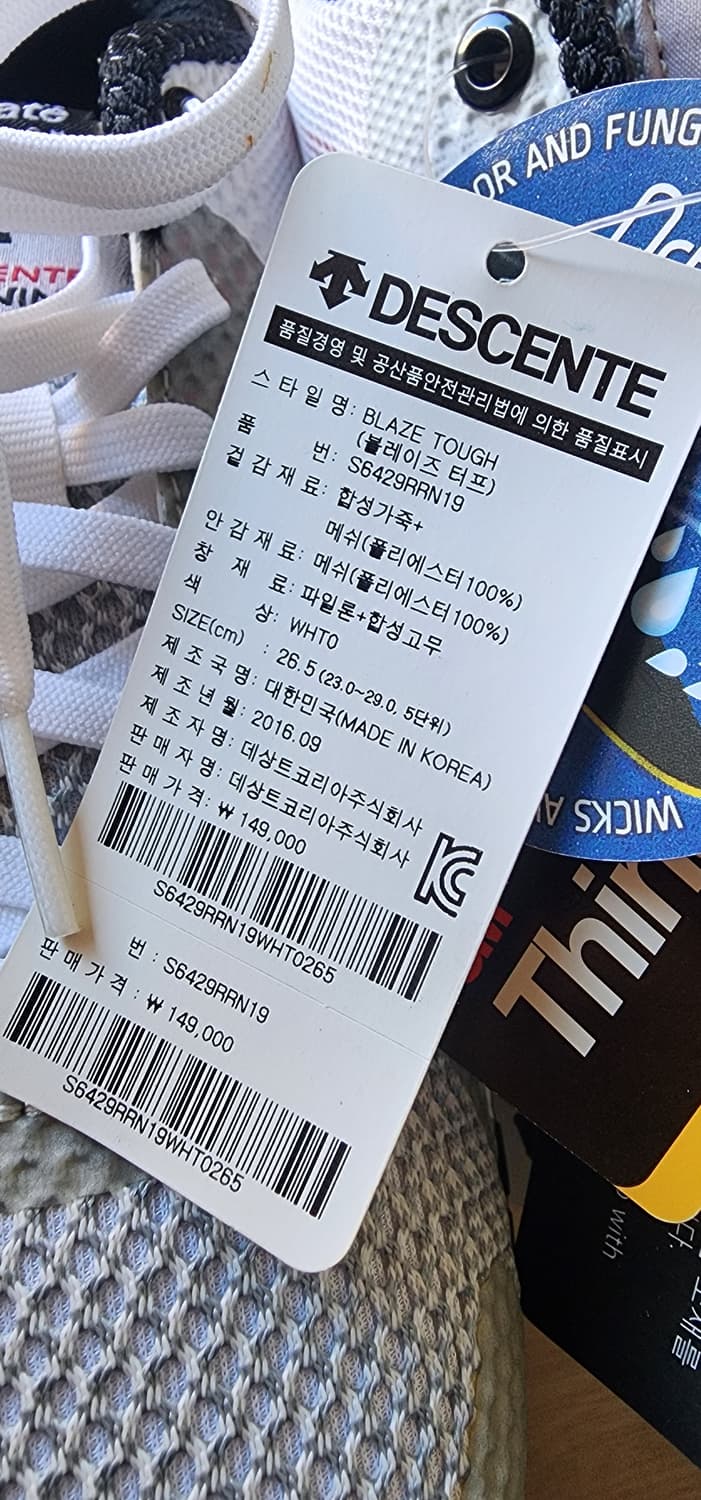 DESCENTE
품질경영 및 공산품안전관리법에 의한 품질표시
스타일명: BLAZE TOUGH
(블레이즈 터프)
품 번: S6429RRN19
겉감재료: 합성가죽+
메쉬(폴리에스터100%)
안감재료: 메쉬(폴리에스터100%)
창 재 료: 파일론+합성고무
색 상: WHT0
SIZE(cm) : 26.5(23.0~29.0, 5단위)
제조국명: 대한민국(MADE IN KOREA)
제조년월: 2016.09
제조자명: 데상트코리아주식회사
판매자명: 데상트코리아주식회사
판매가격: ₩ 149,000
S6429RRN19WHT0265
번 : S6429RRN19
판매가격: ₩ 149,000
S6429RRN19WHT0265
AND
WICKS
with